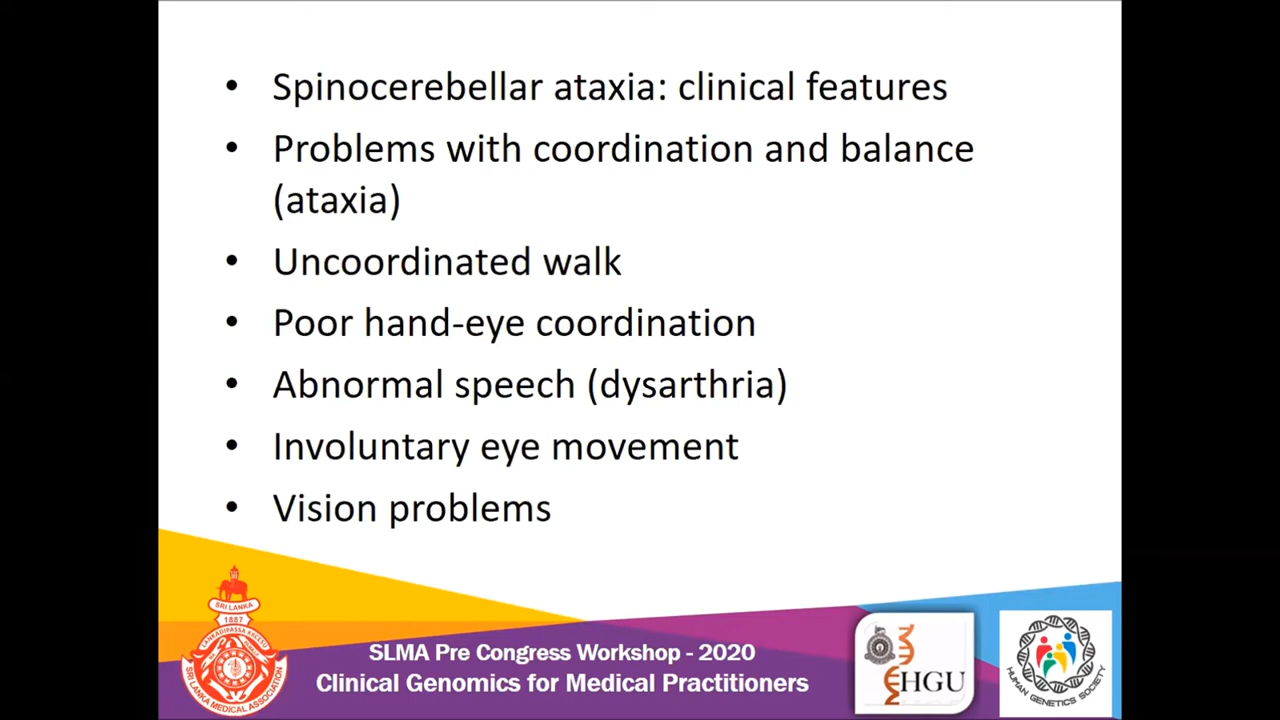 • Spinocerebellar ataxia: clinical features
• Problems with coordination and balance
(ataxia)
• Uncoordinated walk
• Poor hand-eye coordination
• Abnormal speech (dysarthria)
• Involuntary eye movement
• Vision problems
SRI LANKA
1887
SRI LANKA MEDICAL ASSOCIATION
SLMA Pre Congress Workshop - 2020
Clinical Genomics for Medical Practitioners
HGU
HUMAN GENETICS SOCIETY